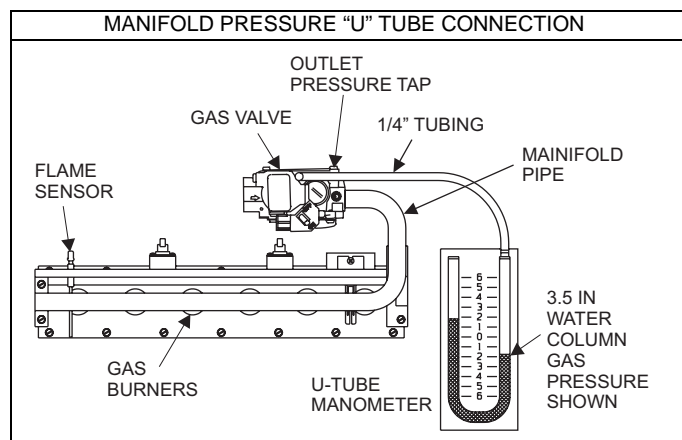 MANIFOLD PRESSURE “U” TUBE CONNECTION
OUTLET
PRESSURE TAP
GAS VALVE
1/4” TUBING
FLAME
SENSOR
MAINIFOLD
PIPE
6
5
4
3
2
1
0
1
2
3
4
5
6
3.5 IN
WATER
COLUMN
GAS
PRESSURE
SHOWN
GAS
BURNERS
U-TUBE
MANOMETER